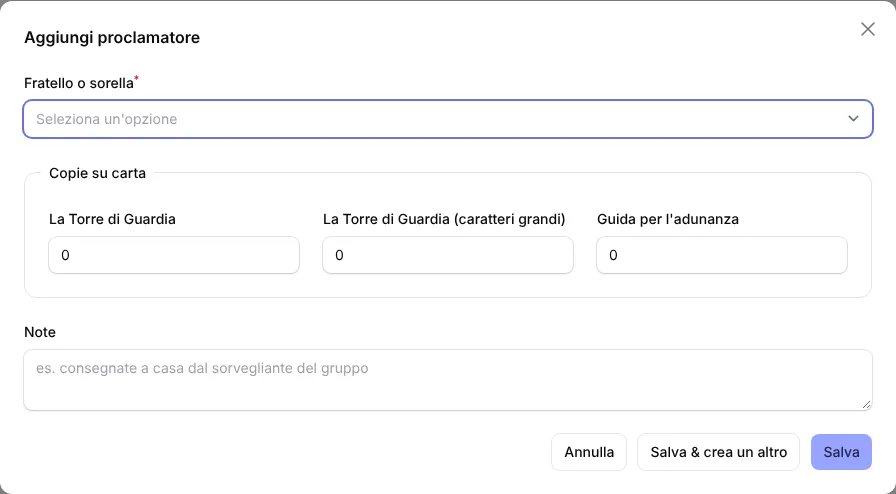 Aggiungi proclamatore
Fratello o sorella*
Seleziona un'opzione
Copie su carta
La Torre di Guardia
La Torre di Guardia (caratteri grandi)
Guida per l'adunanza
0
0
0
Note
es. consegnate a casa dal sorvegliante del gruppo
Annulla
Salva & crea un altro
Salva